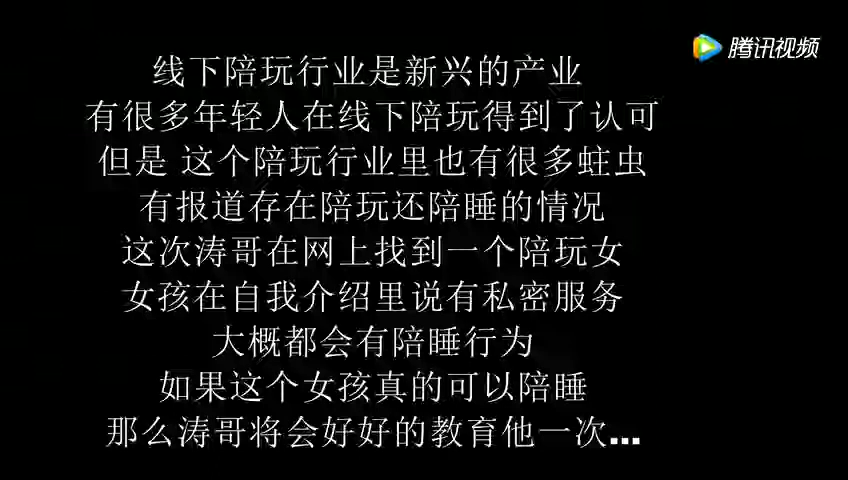 腾讯视频
线下陪玩行业是新兴的产业
有很多年轻人在线下陪玩得到了认可
但是 这个陪玩行业里也有很多蛀虫
有报道存在陪玩还陪睡的情况
这次涛哥在网上找到一个陪玩女
女孩在自我介绍里说有私密服务
大概都会有陪睡行为
如果这个女孩真的可以陪睡
那么涛哥将会好好的教育他一次...